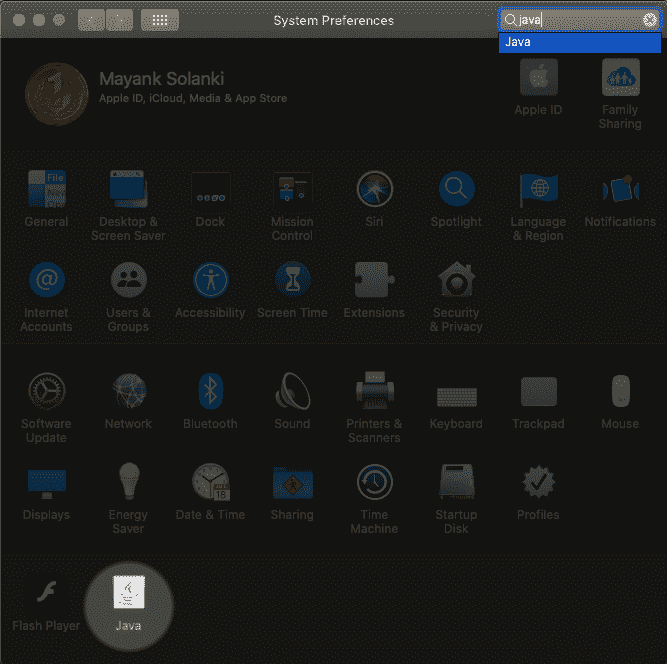 System Preferences
java
Java
Mayank Solanki
Apple ID, iCloud, Media & App Store
Apple ID
Family
Sharing
File
General
Desktop &
Screen Saver
Dock
Mission
Control
Siri
Spotlight
Language
& Region
Notifications
@
Internet
Accounts
Users &
Groups
Accessibility
Screen Time
Extensions
Security
& Privacy
Software
Update
Network
Bluetooth
Sound
Printers &
Scanners
Keyboard
Trackpad
Mouse
Displays
Energy
Saver
18
Date & Time
Sharing
Time
Machine
Startup
Disk
Profiles
Flash Player
Java